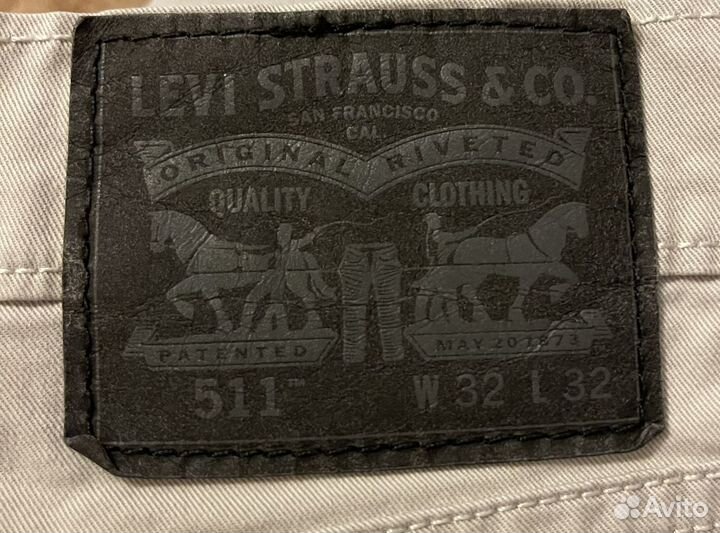 LEVI STRAUSS & CO.
SAN FRANCISCO
CAL.
ORIGINAL RIVETED
QUALITY CLOTHING
PATENTED MAY 20 1873
511™ W 32 L 32
Avito